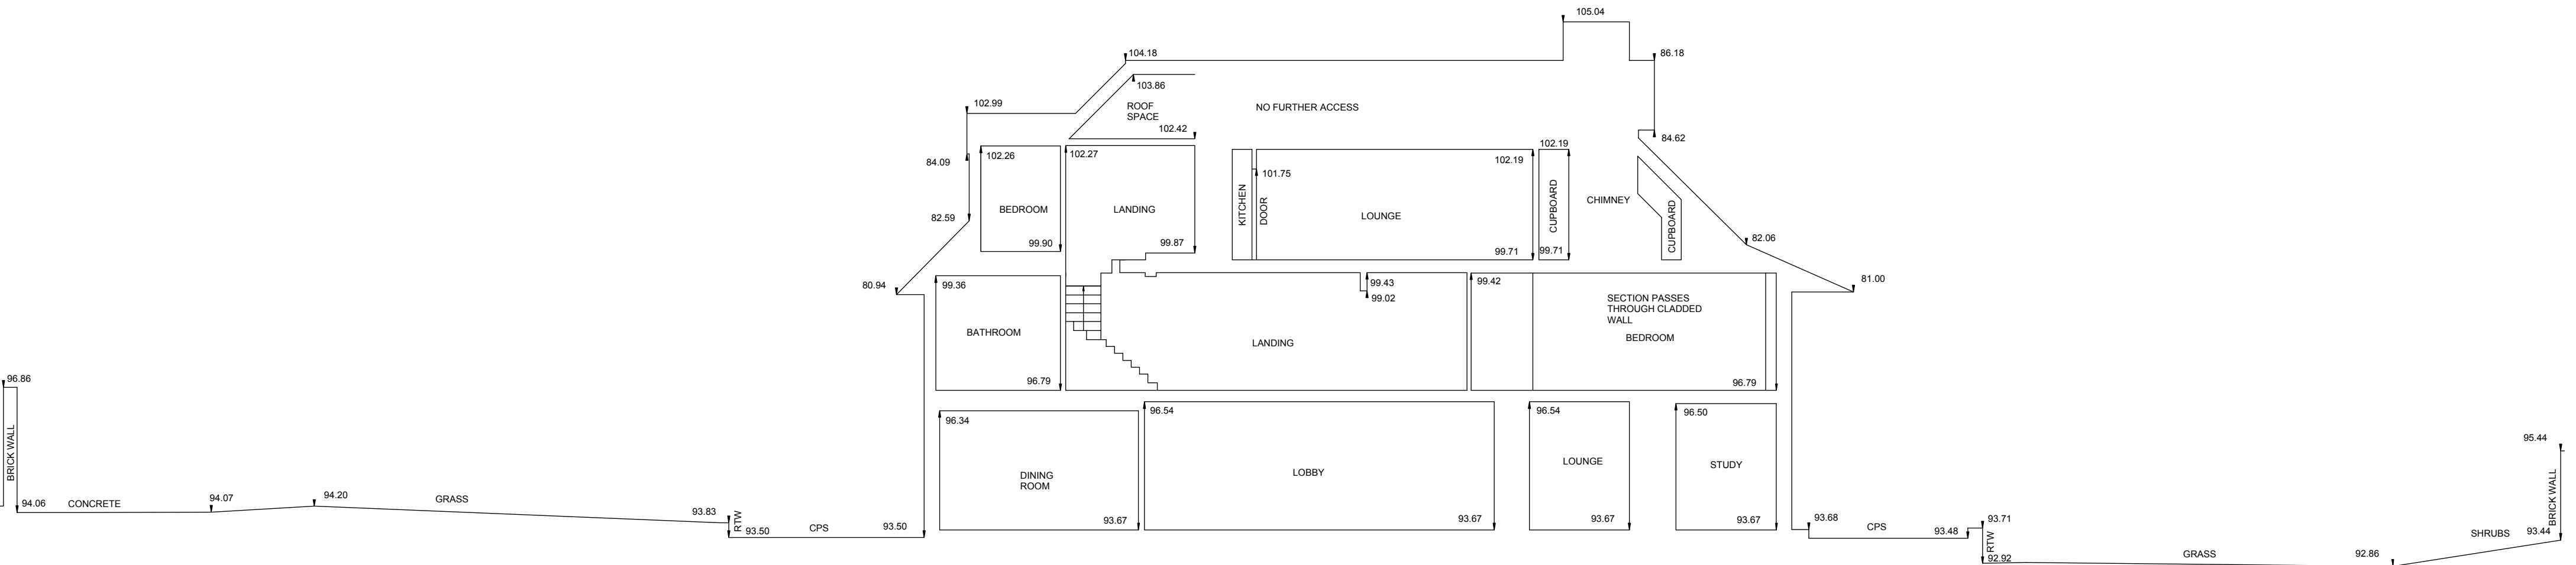 105.04
104.18
86.18
103.86
102.99
ROOF
SPACE
NO FURTHER ACCESS
102.42
84.62
84.09
102.26
102.27
102.19
102.19
101.75
BEDROOM
LANDING
KITCHEN
DOOR
LOUNGE
CUPBOARD
CHIMNEY
CUPBOARD
82.59
99.90
99.87
99.71
99.71
82.06
80.94
99.36
99.43
99.02
99.42
SECTION PASSES
THROUGH CLADDED
WALL
81.00
BATHROOM
LANDING
BEDROOM
96.79
96.79
96.86
BRICK WALL
96.34
96.54
96.54
96.50
95.44
DINING
ROOM
LOBBY
LOUNGE
STUDY
BRICK WALL
94.06
CONCRETE
94.07
94.20
GRASS
93.83
RTW
93.50
CPS
93.50
93.67
93.67
93.67
93.67
93.68
CPS
93.48
93.71
RTW
92.92
GRASS
92.86
SHRUBS
93.44